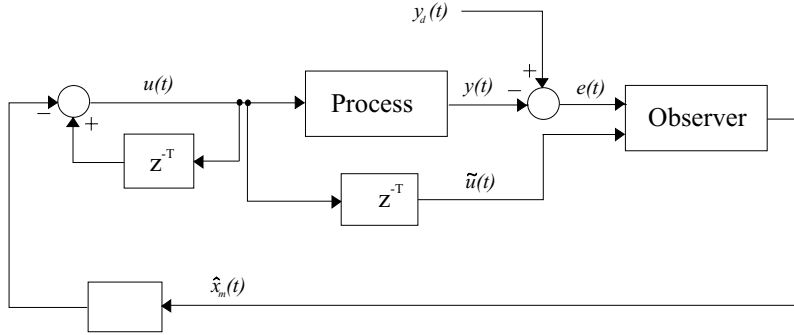 y_d(t)
u(t)
+
−
y(t)
e(t)
−
Process
Observer
+
z^-T
ũ(t)
z^-T
x̂_m(t)